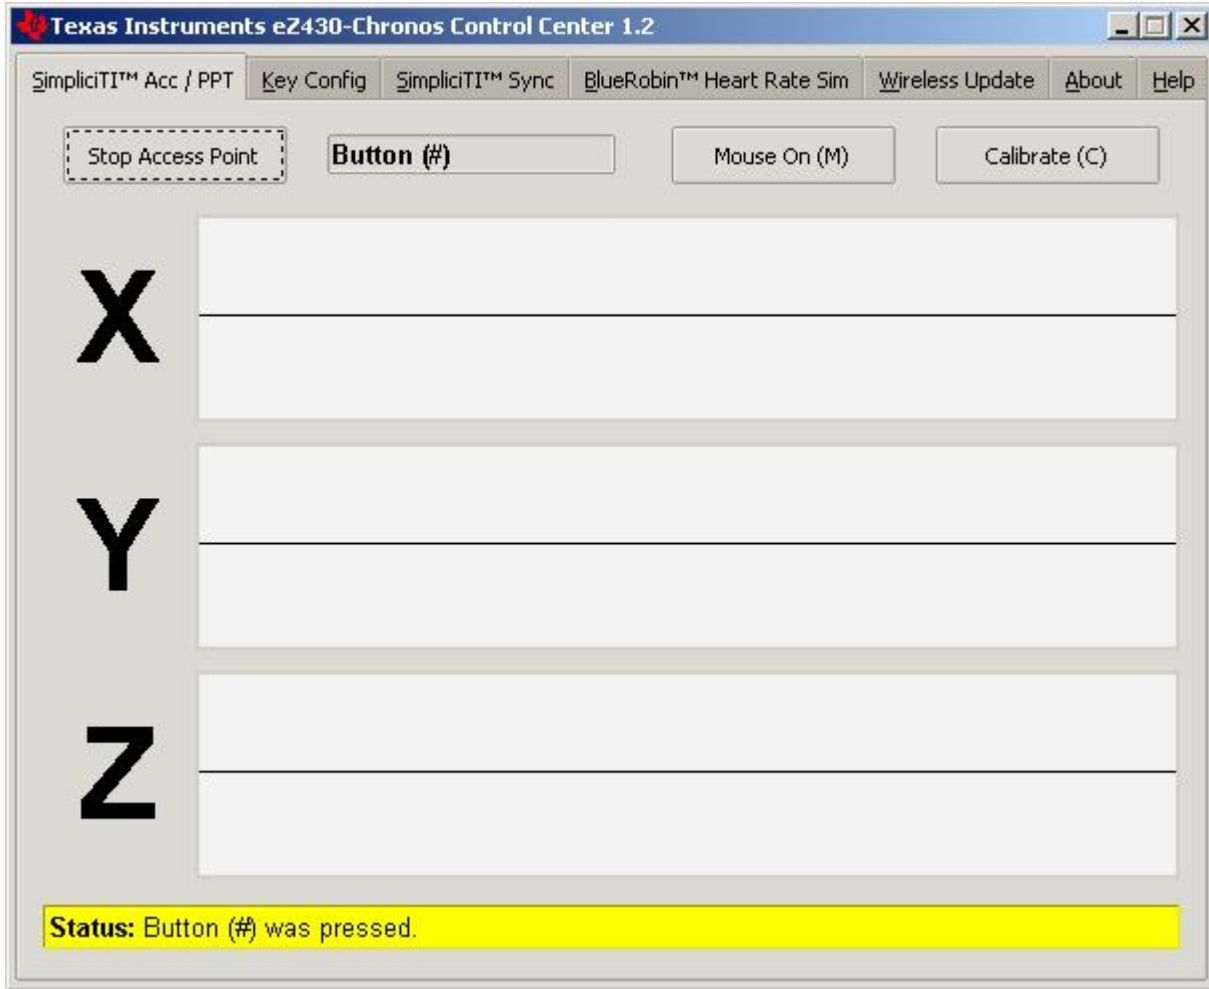 Texas Instruments eZ430-Chronos Control Center 1.2
SimpliciTI™ Acc / PPT Key Config SimpliciTI™ Sync BlueRobin™ Heart Rate Sim Wireless Update About Help
Stop Access Point Button (#) Mouse On (M) Calibrate (C)
X
Y
Z
Status: Button (#) was pressed.